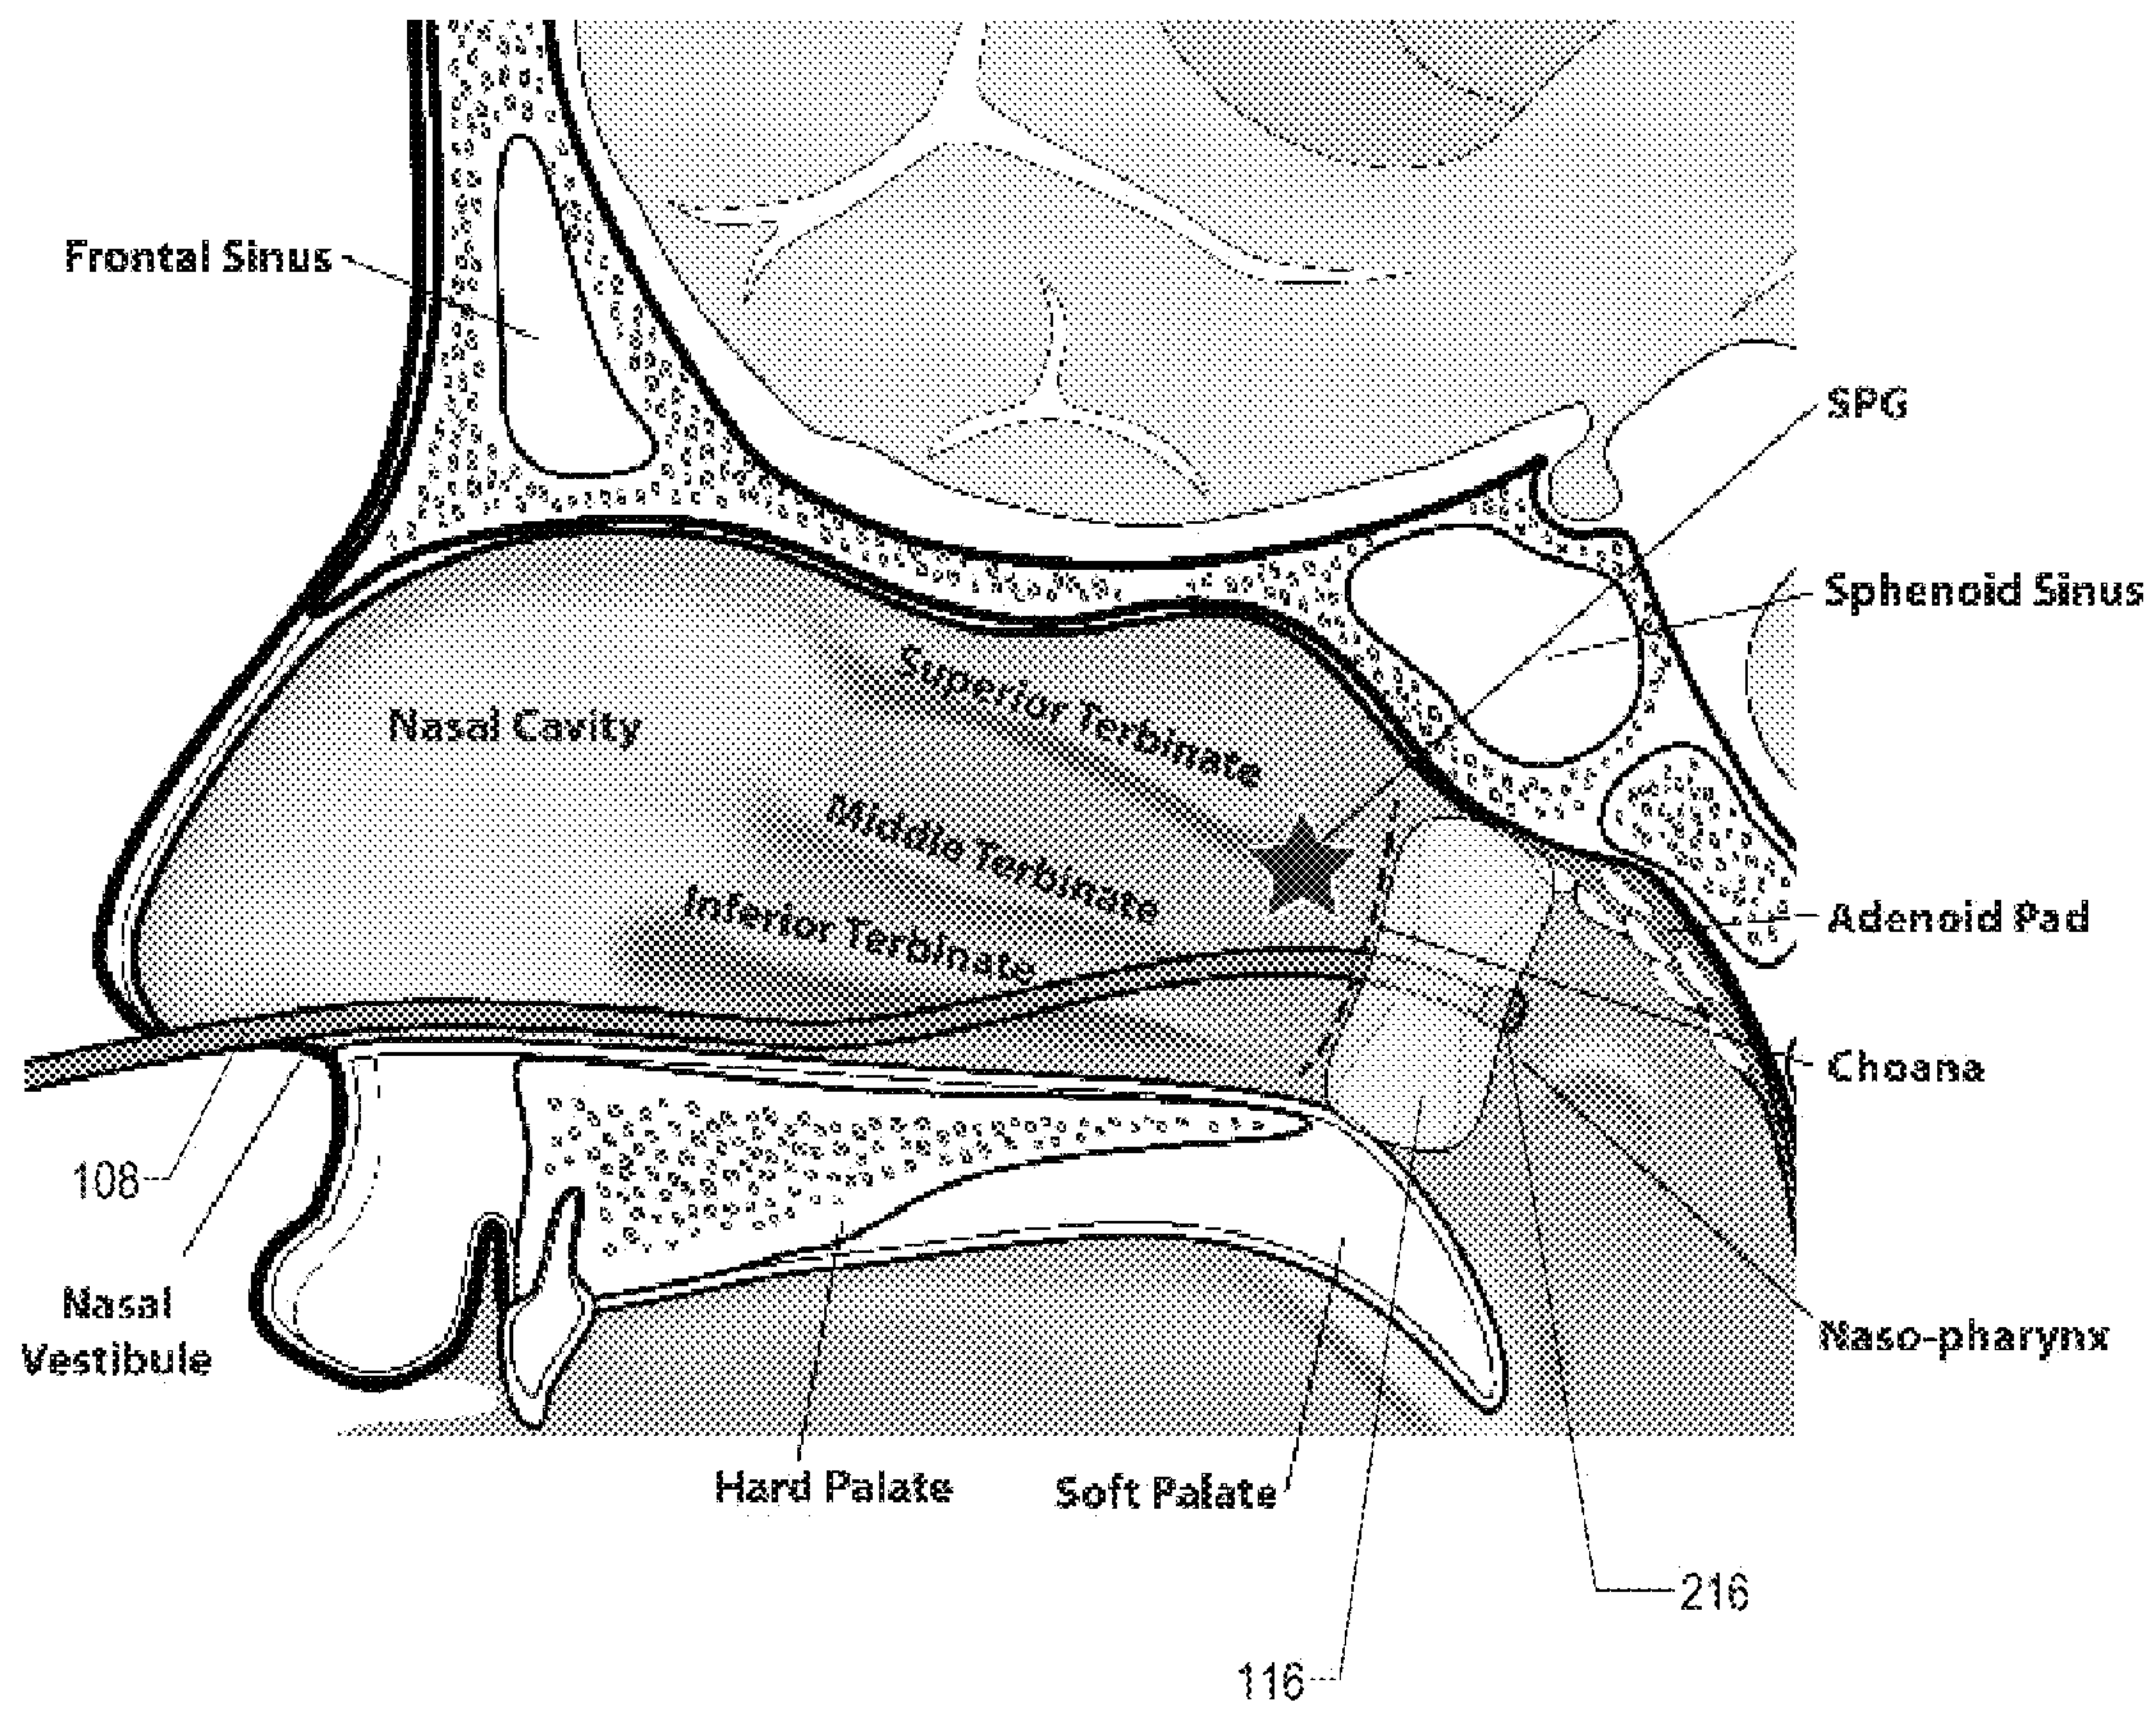 Frontal Sinus
SPG
Sphenoid Sinus
Superior Terbinate
Nasal Cavity
Middle Terbinate
Inferior Terbinate
Adenoid Pad
Choana
108
Nasal
Vestibule
Naso-pharynx
Hard Palate
Soft Palate
216
116